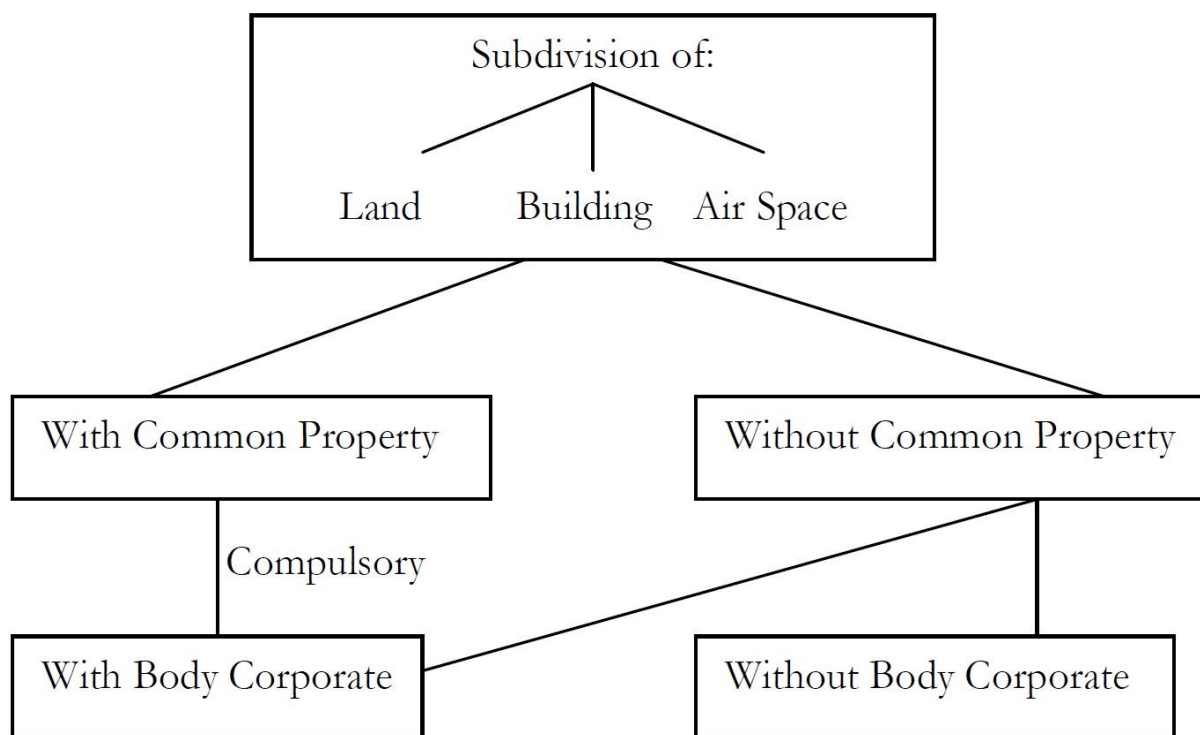 Subdivision of:
Land Building Air Space
With Common Property Without Common Property
Compulsory
With Body Corporate Without Body Corporate